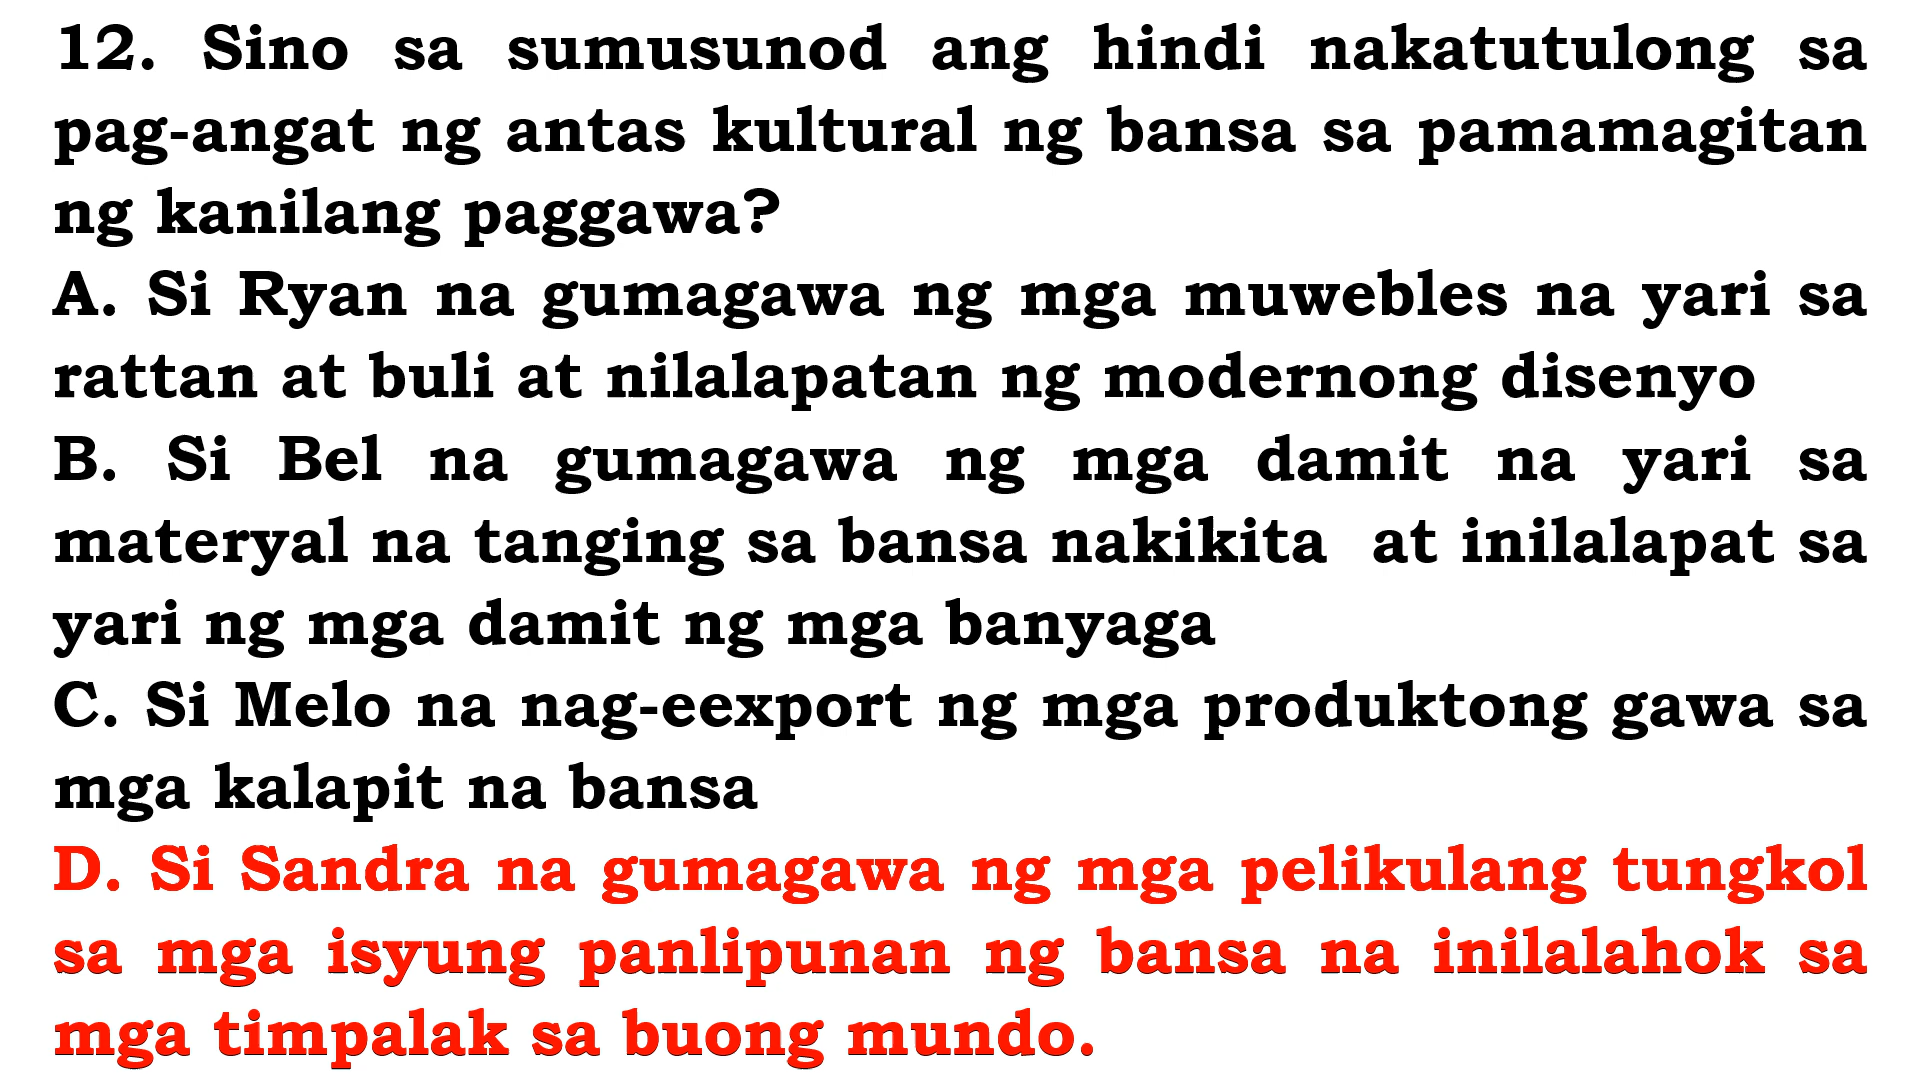 12. Sino sa sumusunod ang hindi nakatutulong sa
pag-angat ng antas kultural ng bansa sa pamamagitan
ng kanilang paggawa?
A. Si Ryan na gumagawa ng mga muwebles na yari sa
rattan at buli at nilalapatan ng modernong disenyo
B. Si Bel na gumagawa ng mga damit na yari sa
materyal na tanging sa bansa nakikita at inilalapat sa
yari ng mga damit ng mga banyaga
C. Si Melo na nag-eexport ng mga produktong gawa sa
mga kalapit na bansa
D. Si Sandra na gumagawa ng mga pelikulang tungkol
sa mga isyung panlipunan ng bansa na inilalahok sa
mga timpalak sa buong mundo.